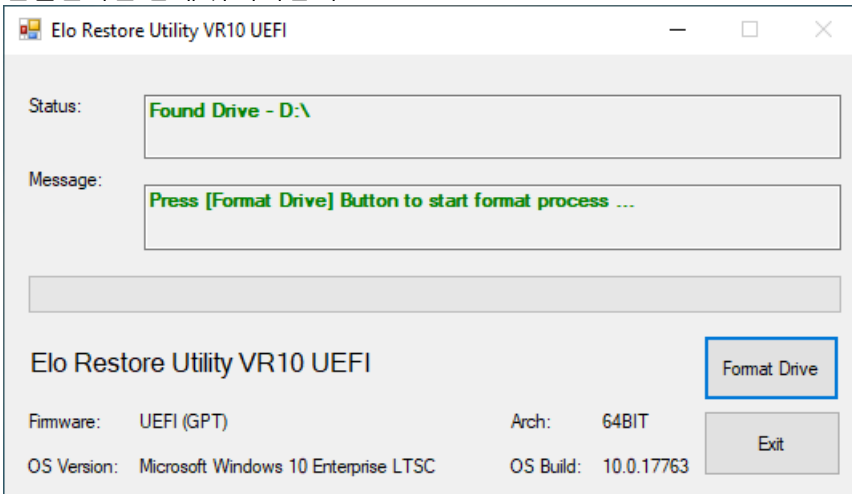 Elo Restore Utility VR10 UEFI
Status:
Found Drive - D:\
Message:
Press [Format Drive] Button to start format process ...
Elo Restore Utility VR10 UEFI
Format Drive
Firmware: UEFI (GPT) Arch: 64BIT
Exit
OS Version: Microsoft Windows 10 Enterprise LTSC OS Build: 10.0.17763